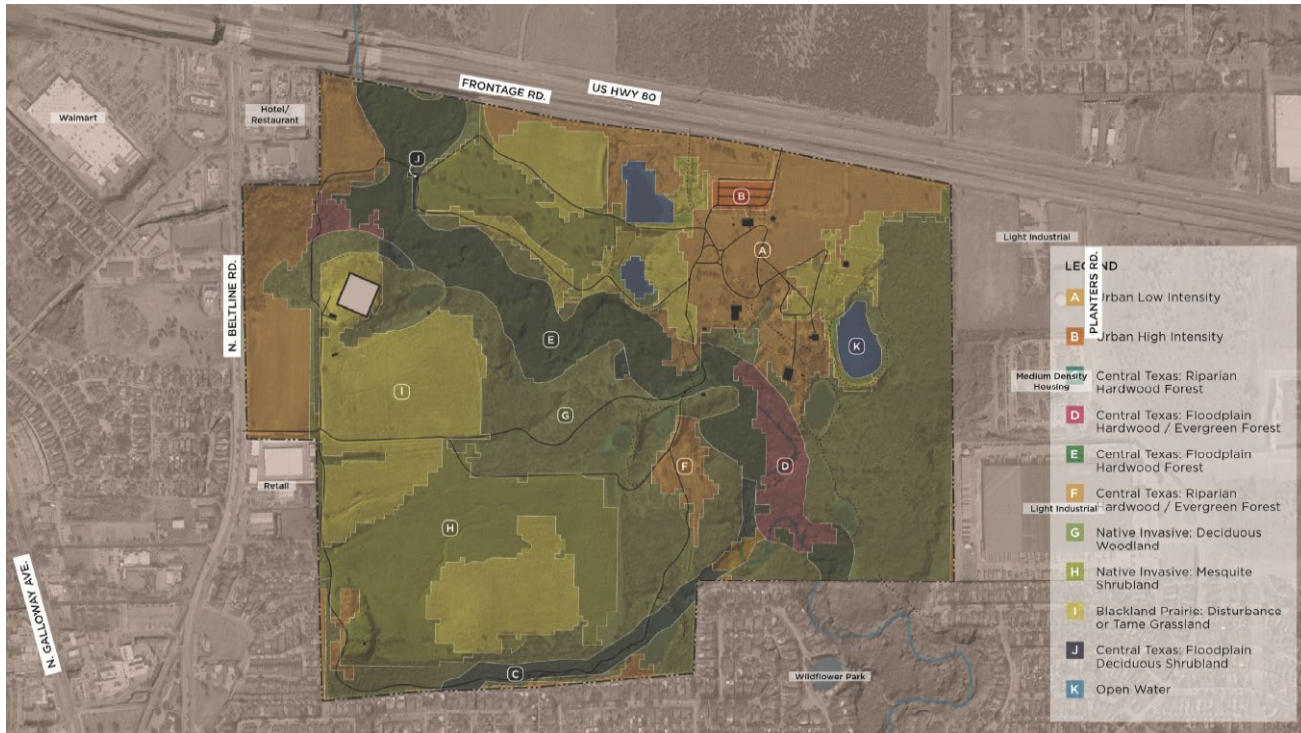 FRONTAGE RD.
US HWY 80
Walmart
Hotel/
Restaurant
J
B
A
Light Industrial
N. BELTLINE RD.
PLANTERS RD.
E
K
I
G
Medium Density
Housing
F
D
Retail
Light Industrial
H
N. GALLOWAY AVE.
C
Wildflower Park
A Urban Low Intensity
B Urban High Intensity
Central Texas: Riparian
Hardwood Forest
D Central Texas: Floodplain
Hardwood / Evergreen Forest
E Central Texas: Floodplain
Hardwood Forest
F Central Texas: Riparian
Hardwood / Evergreen Forest
G Native Invasive: Deciduous
Woodland
H Native Invasive: Mesquite
Shrubland
I Blackland Prairie: Disturbance
or Tame Grassland
J Central Texas: Floodplain
Deciduous Shrubland
K Open Water